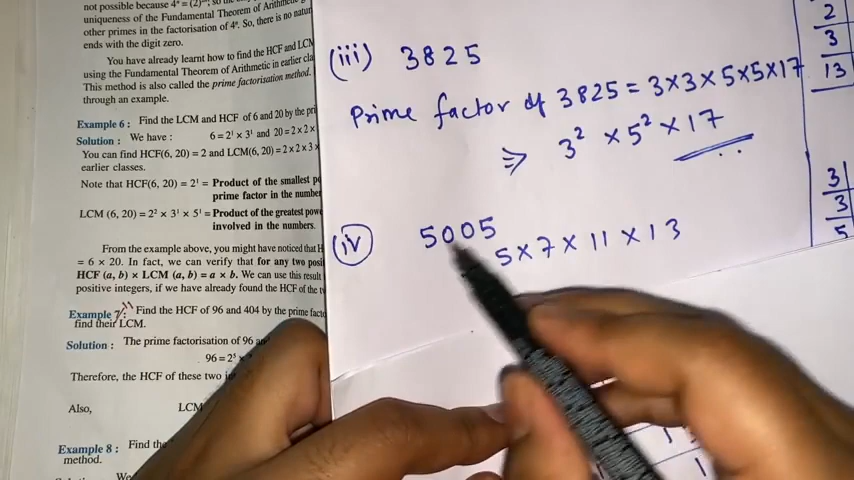 not possible because 4ⁿ = (2)²ⁿ; so the
uniqueness of the Fundamental Theorem of Arithmetic
other primes in the factorisation of 4ⁿ. So, there is no natur
ends with the digit zero.
You have already learnt how to find the HCF and LCM
using the Fundamental Theorem of Arithmetic in earlier cla
This method is also called the prime factorisation method.
through an example.
Example 6 : Find the LCM and HCF of 6 and 20 by the pri
Solution : We have : 6 = 2¹ × 3¹ and 20 = 2 × 2 ×
You can find HCF(6, 20) = 2 and LCM(6, 20) = 2 × 2 × 3 ×
earlier classes.
Note that HCF(6, 20) = 2¹ = Product of the smallest po
prime factor in the number
LCM (6, 20) = 2² × 3¹ × 5¹ = Product of the greatest powe
involved in the numbers.
From the example above, you might have noticed that H
= 6 × 20. In fact, we can verify that for any two posi
HCF (a, b) × LCM (a, b) = a × b. We can use this result
positive integers, if we have already found the HCF of the tw
Example 7 : Find the HCF of 96 and 404 by the prime facto
find their LCM.
Solution : The prime factorisation of 96 a
96 = 2⁵ ×
Therefore, the HCF of these two i
Also, LCM
Example 8 : Find the
method.
(iii) 3825
Prime factor of 3825 = 3×3×5×5×17
⇒ 3² × 5² × 17
(iv) 5005
5×7×11×13
2
3
13
3
3
5